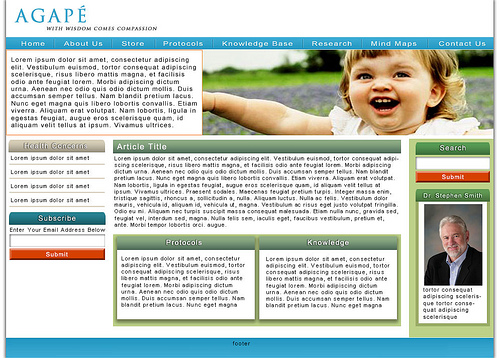 AGAPÉ
WITH WISDOM COMES COMPASSION
Home About Us Store Protocols Knowledge Base Research Mind Maps Contact Us
Lorem ipsum dolor sit amet, consectetur adipiscing
elit. Vestibulum euismod, tortor consequat adipiscing
scelerisque, risus libero mattis magna, et facilisis
odio ante feugiat lorem. Morbi adipiscing dictum
urna. Aenean nec odio quis odio dictum mollis. Duis
accumsan semper tellus. Nam blandit pretium lacus.
Nunc eget magna quis libero lobortis convallis. Etiam
viverra. Aliquam erat volutpat. Nam lobortis, ligula in
egestas feugiat, augue eros scelerisque quam, id
aliquam velit tellus at ipsum. Vivamus ultrices.
Health Concerns
Lorem ipsum dolor sit amet
Lorem ipsum dolor sit amet
Lorem ipsum dolor sit amet
Subscribe
Enter Your Email Address Below
Submit
Article Title
Lorem ipsum dolor sit amet, consectetur adipiscing elit. Vestibulum euismod, tortor consequat adipi-
scing scelerisque, risus libero mattis magna, et facilisis odio ante feugiat lorem. Morbi adipiscing dictum
urna. Aenean nec odio quis odio dictum mollis. Duis accumsan semper tellus. Nam blandit
pretium lacus. Nunc eget magna quis libero lobortis convallis. Etiam viverra. Aliquam erat volutpat.
Nam lobortis, ligula in egestas feugiat, augue eros scelerisque quam, id aliquam velit tellus at
ipsum. Vivamus ultrices. Praesent sodales. Maecenas feugiat pretium turpis. Integer massa enim,
tristique sagittis, rhoncus a, sollicitudin a, nulla. Aliquam luctus. Nulla ac felis. Vestibulum dolor
mauris, vehicula id, aliquam vehicula ut, magna. Vestibulum ac risus eget justo volutpat fringilla.
Odio eu mi. Aliquam nec turpis suscipit massa consequat malesuada. Etiam nulla nunc, gravida sed,
feugiat vel, interdum sed, magna. Nulla felis sem, iaculis eget, faucibus vestibulum, pretium et,
ante. Morbi tempor lobortis orci. augue.
Protocols
Lorem ipsum dolor sit amet, consectetur
adipiscing elit. Vestibulum euismod, tortor
consequat adipiscing scelerisque, risus
libero mattis magna, et facilisis odio ante
feugiat lorem. Morbi adipiscing dictum
urna. Aenean nec odio quis odio dictum
mollis. Duis accumsan semper tellus. Nam
blandit pretium lacus. Nunc eget magna
Knowledge
Lorem ipsum dolor sit amet, consectetur
adipiscing elit. Vestibulum euismod, tortor
consequat adipiscing scelerisque, risus
libero mattis magna, et facilisis odio ante
feugiat lorem. Morbi adipiscing dictum
urna. Aenean nec odio quis odio dictum
mollis. Duis accumsan semper tellus. Nam
blandit pretium lacus. Nunc eget magna
Search
Submit
Dr. Stephen Smith
tortor conseqat
adipiscing sceleris-
que tortor conse-
quat adipiscing
scelerisque
footer